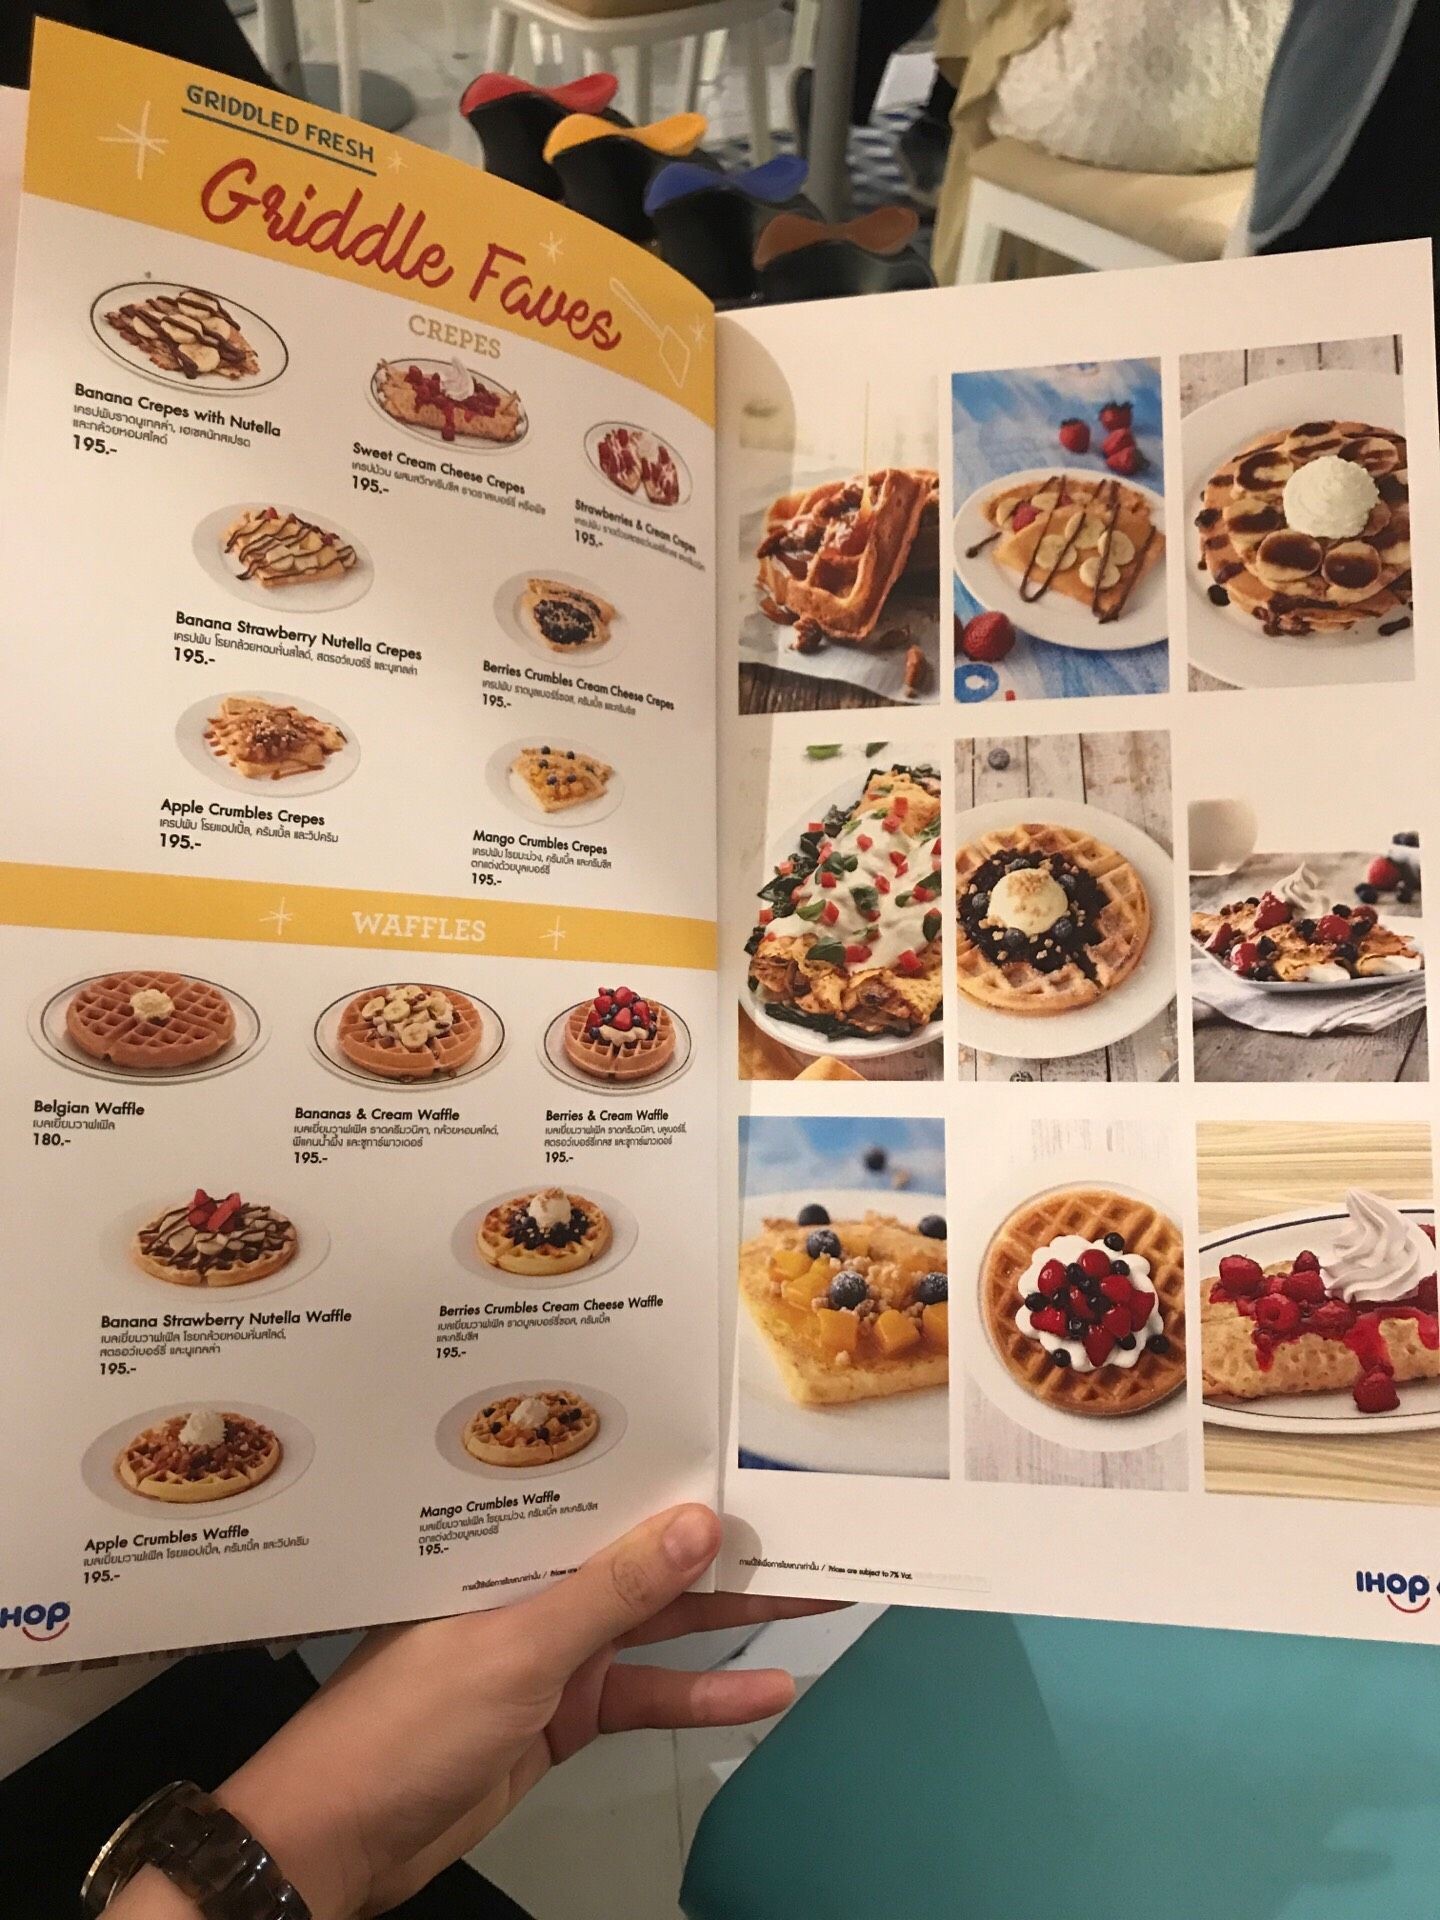 GRIDDLED FRESH
Griddle Faves
CREPES
Banana Crepes with Nutella
เครปพับราดนูเทลล่า, เฮเซลนัทสเปรด
และกล้วยหอมสไลด์
195.-
Sweet Cream Cheese Crepes
เครปม้วน ผสมสวีทครีมชีส ราดราสเบอร์รี่ หรือพีช
195.-
Strawberries & Cream Crepes
195.-
Banana Strawberry Nutella Crepes
เครปพับ โรยกล้วยหอมหั่นสไลด์, สตรอว์เบอร์รี่ และนูเทลล่า
195.-
Berries Crumbles Cream Cheese Crepes
เครปพับ ราดบลูเบอร์รี่ซอส, ครัมเบิ้ล และครีมชีส
195.-
Apple Crumbles Crepes
เครปพับ โรยแอปเปิ้ล, ครัมเบิ้ล และวิปครีม
195.-
Mango Crumbles Crepes
เครปพับ โรยมะม่วง, ครัมเบิ้ล และครีมชีส
ตกแต่งด้วยบลูเบอร์รี่
195.-
WAFFLES
Belgian Waffle
เบลเยี่ยมวาฟเฟิล
180.-
Bananas & Cream Waffle
เบลเยี่ยมวาฟเฟิล ราดครีมวนิลา, กล้วยหอมสไลด์,
พีแคนน้ำผึ้ง และชูการ์พาวเดอร์
195.-
Berries & Cream Waffle
เบลเยี่ยมวาฟเฟิล ราดครีมวนิลา, บลูเบอร์รี่,
สตรอว์เบอร์รี่เกลซ และชูการ์พาวเดอร์
195.-
Banana Strawberry Nutella Waffle
เบลเยี่ยมวาฟเฟิล โรยกล้วยหอมหั่นสไลด์,
สตรอว์เบอร์รี่ และนูเทลล่า
195.-
Berries Crumbles Cream Cheese Waffle
เบลเยี่ยมวาฟเฟิล ราดบลูเบอร์รี่ซอส, ครัมเบิ้ล
และครีมชีส
195.-
Apple Crumbles Waffle
เบลเยี่ยมวาฟเฟิล โรยแอปเปิ้ล, ครัมเบิ้ล และวิปครีม
195.-
Mango Crumbles Waffle
เบลเยี่ยมวาฟเฟิล โรยมะม่วง, ครัมเบิ้ล และครีมชีส
ตกแต่งด้วยบลูเบอร์รี่
195.-
ภาพนี้ใช้เพื่อการโฆษณาเท่านั้น / Prices are
HOP
ภาพนี้ใช้เพื่อการโฆษณาเท่านั้น / Prices are subject to 7% Vat.
IHOP